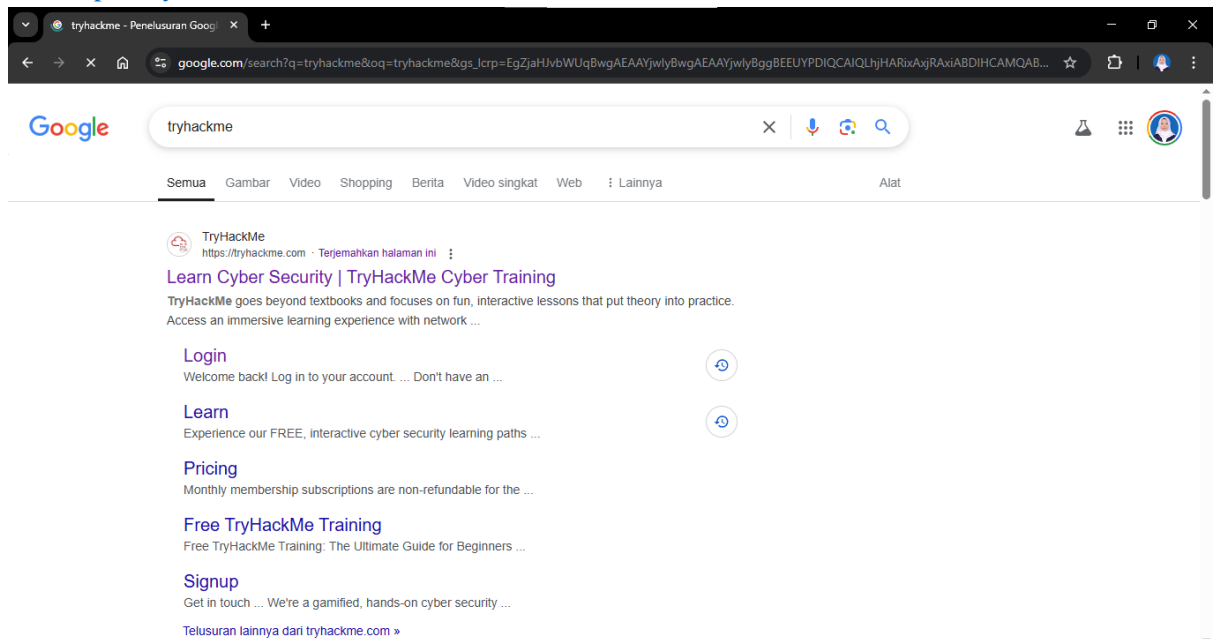 tryhackme - Penelusuran Googl
google.com/search?q=tryhackme&oq=tryhackme&gs_lcrp=EgZjaHJvbWUqBwgAEAAYjwIyBwgAEAAYjwIyBggBEEUYPDIQCAIQLhjHARixAxjRAxiABDIHCAMQAB...
Google
tryhackme
Semua Gambar Video Shopping Berita Video singkat Web Lainnya Alat
TryHackMe
https://tryhackme.com · Terjemahkan halaman ini
Learn Cyber Security | TryHackMe Cyber Training
TryHackMe goes beyond textbooks and focuses on fun, interactive lessons that put theory into practice.
Access an immersive learning experience with network ...
Login
Welcome back! Log in to your account. ... Don't have an ...
Learn
Experience our FREE, interactive cyber security learning paths ...
Pricing
Monthly membership subscriptions are non-refundable for the ...
Free TryHackMe Training
Free TryHackMe Training: The Ultimate Guide for Beginners ...
Signup
Get in touch ... We're a gamified, hands-on cyber security ...
Telusuran lainnya dari tryhackme.com »